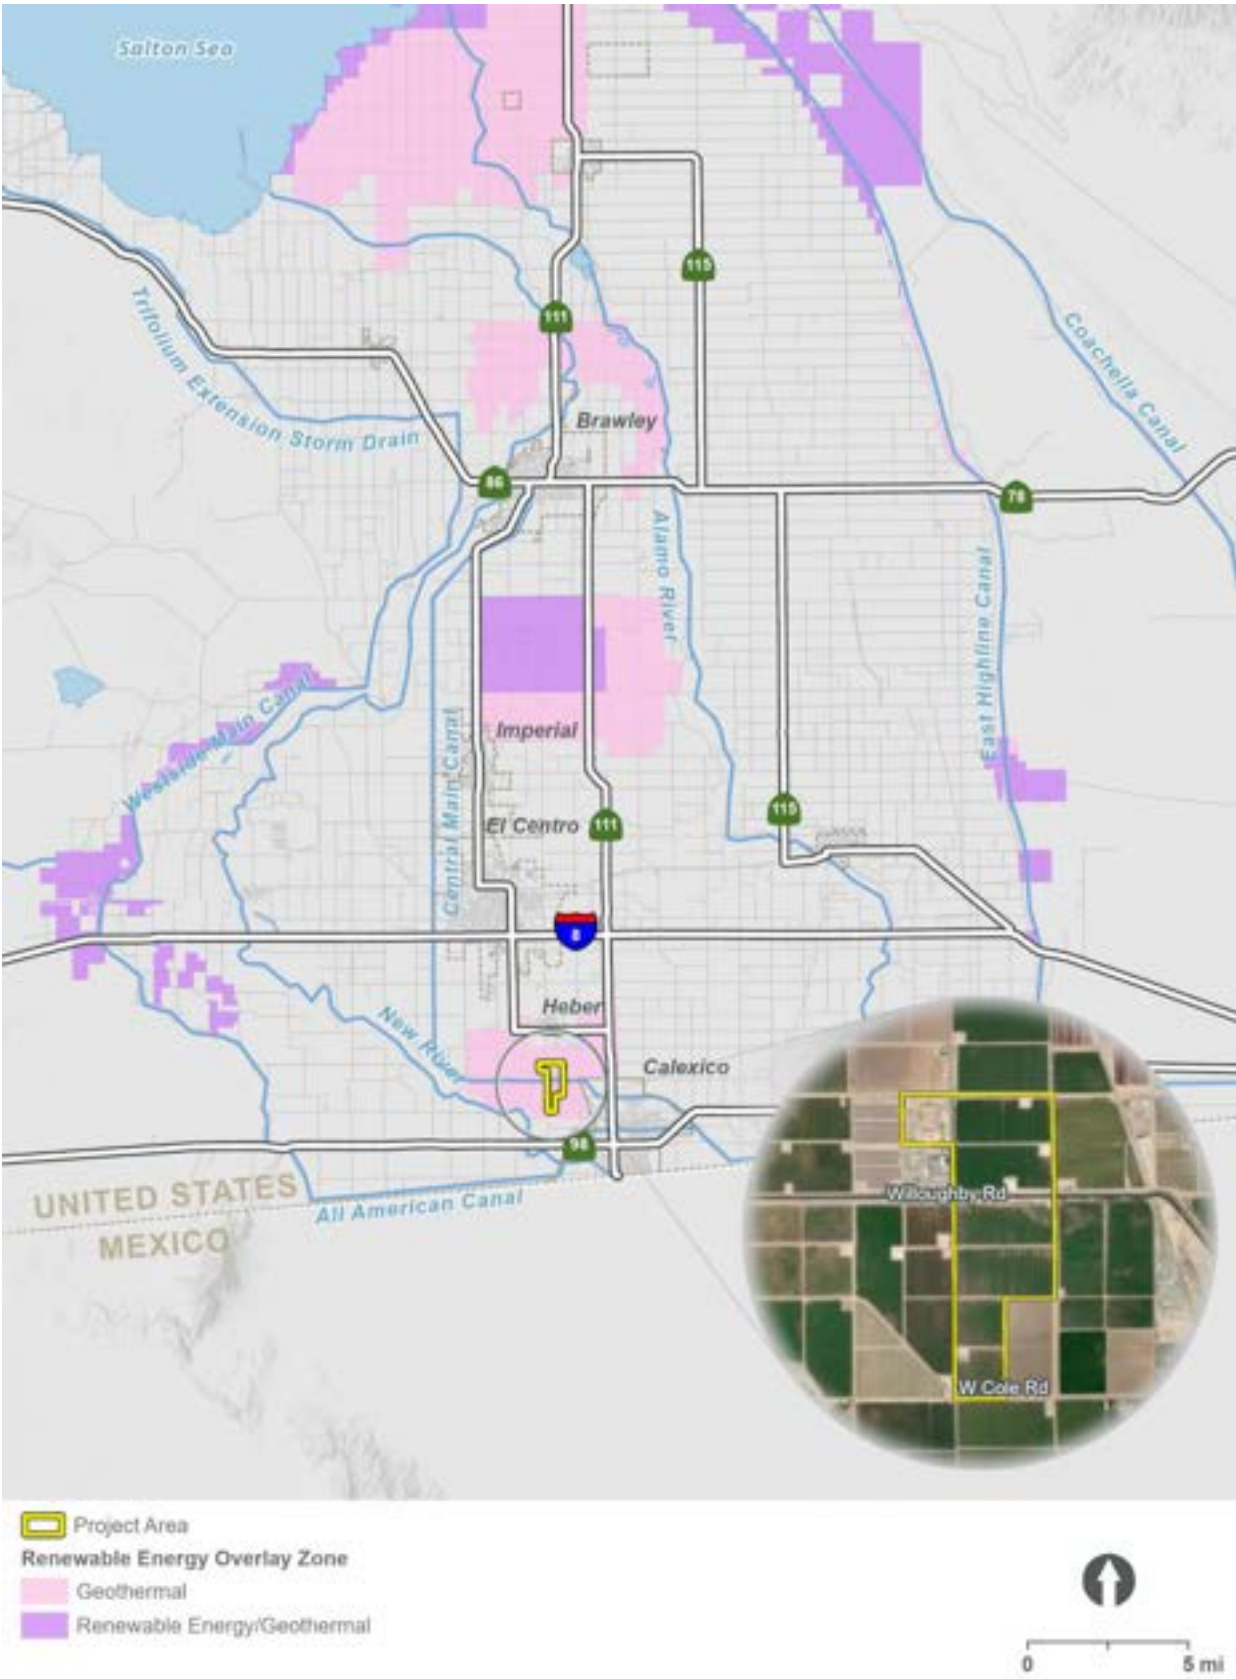 Salton Sea
115
111
Trifolium Extension Storm Drain
Coachella Canal
Brawley
86
78
Alamo River
East Highline Canal
Westside Main Canal
Central Main Canal
Imperial
El Centro
111
115
8
New River
Heber
Calexico
98
UNITED STATES
MEXICO
All American Canal
Willoughby Rd
W Cole Rd
Project Area
Renewable Energy Overlay Zone
Geothermal
Renewable Energy/Geothermal
0 5 mi